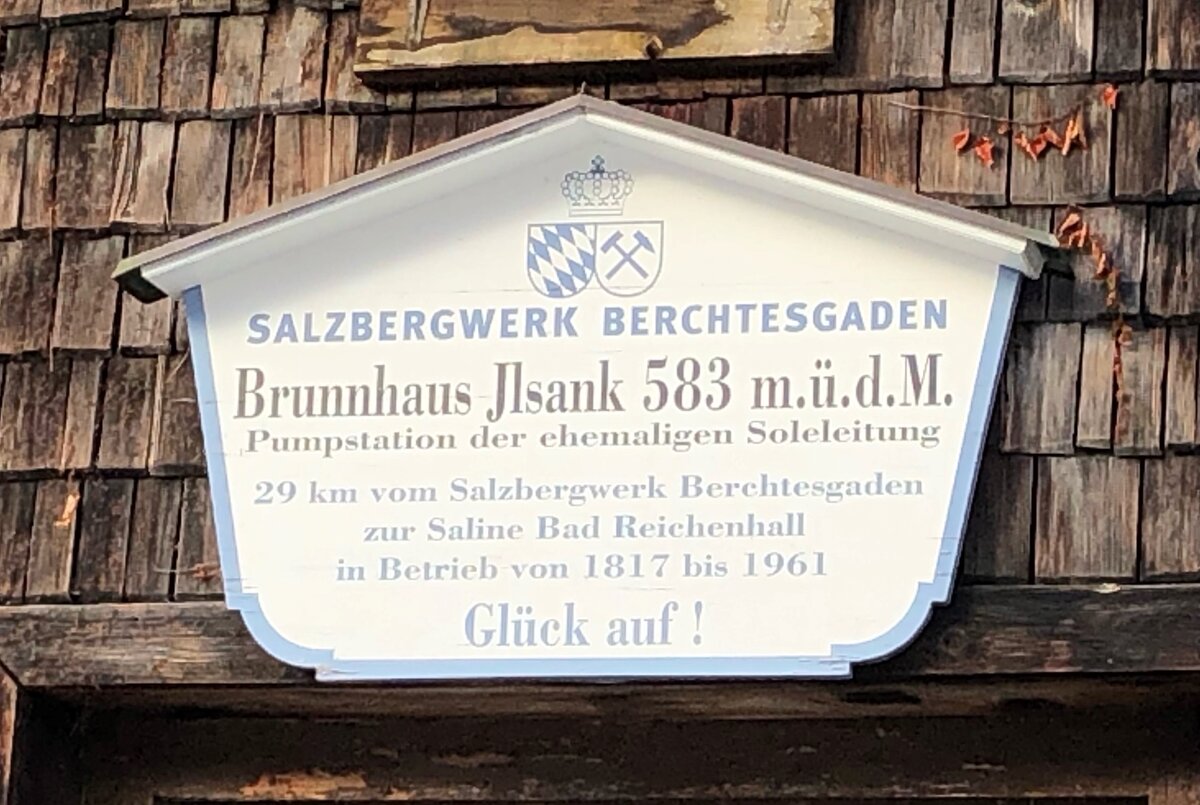 SALZBERGWERK BERCHTESGADEN
Brunnhaus Jlsank 583 m.ü.d.M.
Pumpstation der ehemaligen Soleleitung
29 km vom Salzbergwerk Berchtesgaden
zur Saline Bad Reichenhall
in Betrieb von 1817 bis 1961
Glück auf !